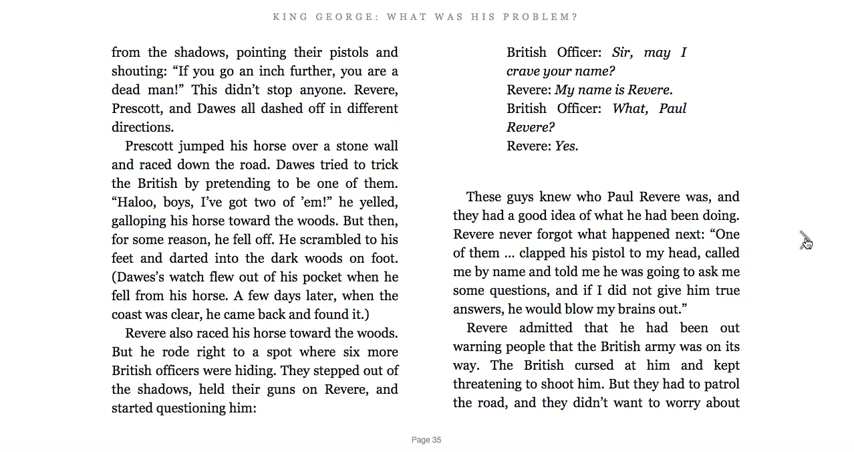 KING GEORGE: WHAT WAS HIS PROBLEM?
from the shadows, pointing their pistols and
shouting: “If you go an inch further, you are a
dead man!” This didn’t stop anyone. Revere,
Prescott, and Dawes all dashed off in different
directions.
Prescott jumped his horse over a stone wall
and raced down the road. Dawes tried to trick
the British by pretending to be one of them.
“Haloo, boys, I’ve got two of ’em!” he yelled,
galloping his horse toward the woods. But then,
for some reason, he fell off. He scrambled to his
feet and darted into the dark woods on foot.
(Dawes’s watch flew out of his pocket when he
fell from his horse. A few days later, when the
coast was clear, he came back and found it.)
Revere also raced his horse toward the woods.
But he rode right to a spot where six more
British officers were hiding. They stepped out of
the shadows, held their guns on Revere, and
started questioning him:
British Officer: Sir, may I
crave your name?
Revere: My name is Revere.
British Officer: What, Paul
Revere?
Revere: Yes.
These guys knew who Paul Revere was, and
they had a good idea of what he had been doing.
Revere never forgot what happened next: “One
of them ... clapped his pistol to my head, called
me by name and told me he was going to ask me
some questions, and if I did not give him true
answers, he would blow my brains out.”
Revere admitted that he had been out
warning people that the British army was on its
way. The British cursed at him and kept
threatening to shoot him. But they had to patrol
the road, and they didn’t want to worry about
Page 35